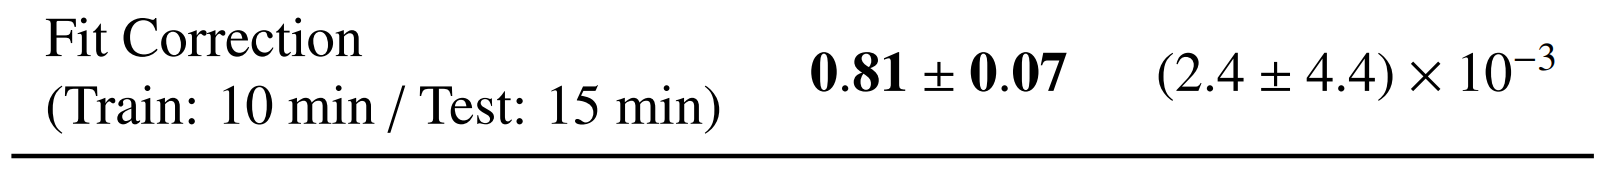 Fit Correction
(Train: 10 min / Test: 15 min)
0.81 ± 0.07 (2.4 ± 4.4) × 10⁻³